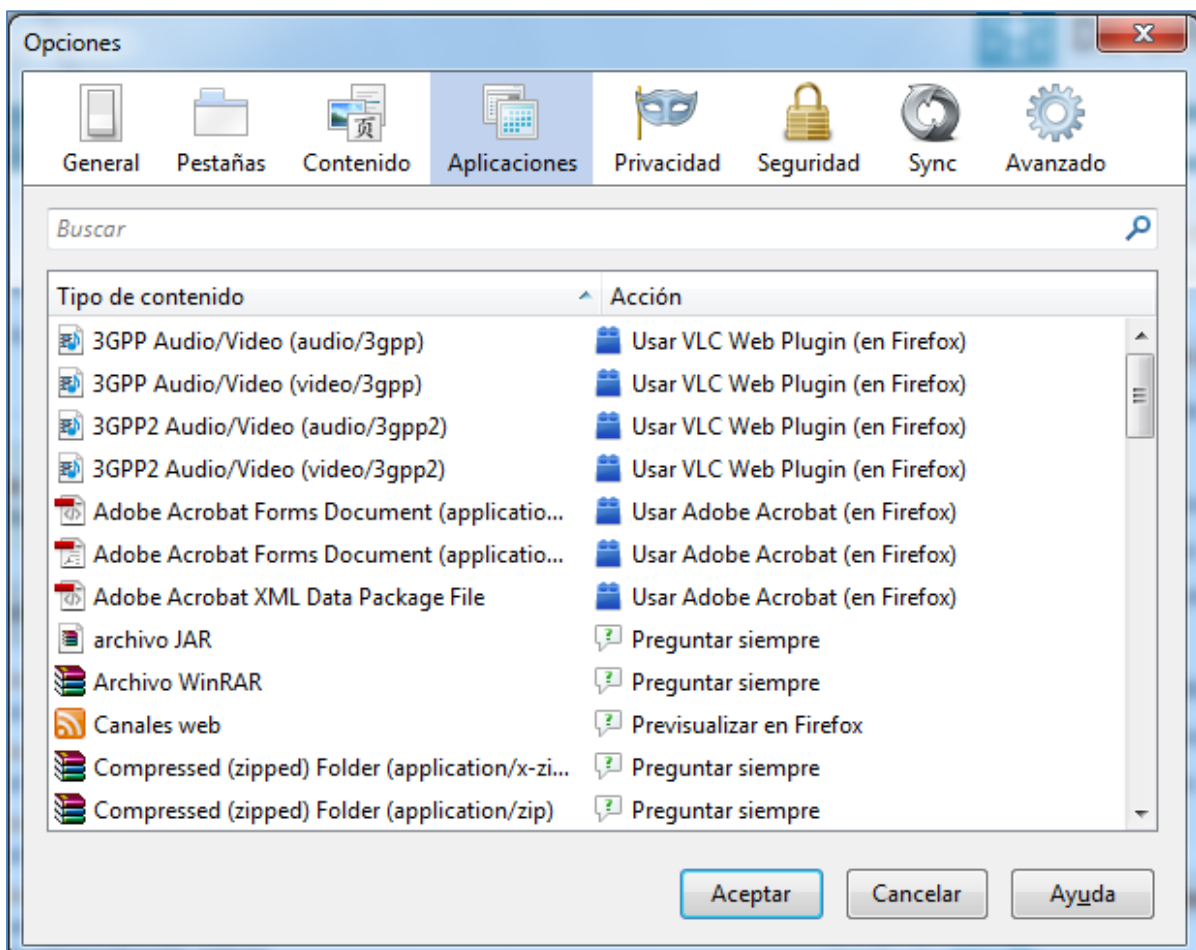 Opciones
General Pestañas Contenido Aplicaciones Privacidad Seguridad Sync Avanzado
Buscar
Tipo de contenido Acción
3GPP Audio/Video (audio/3gpp) Usar VLC Web Plugin (en Firefox)
3GPP Audio/Video (video/3gpp) Usar VLC Web Plugin (en Firefox)
3GPP2 Audio/Video (audio/3gpp2) Usar VLC Web Plugin (en Firefox)
3GPP2 Audio/Video (video/3gpp2) Usar VLC Web Plugin (en Firefox)
Adobe Acrobat Forms Document (applicatio... Usar Adobe Acrobat (en Firefox)
Adobe Acrobat Forms Document (applicatio... Usar Adobe Acrobat (en Firefox)
Adobe Acrobat XML Data Package File Usar Adobe Acrobat (en Firefox)
archivo JAR Preguntar siempre
Archivo WinRAR Preguntar siempre
Canales web Previsualizar en Firefox
Compressed (zipped) Folder (application/x-zi... Preguntar siempre
Compressed (zipped) Folder (application/zip) Preguntar siempre
Aceptar Cancelar Ayuda